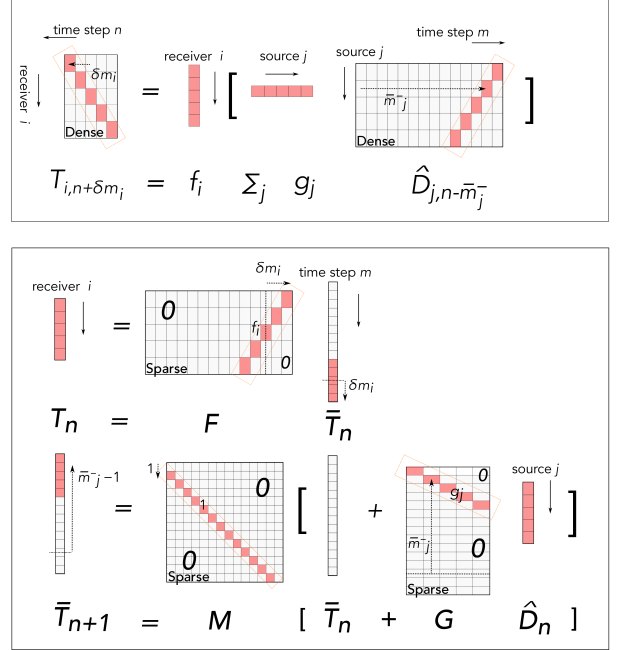 time step n
time step m
receiver i
source j
source j
receiver i
δm_i
m̄⁻_j
Dense
=
[
]
Dense
T_{i,n+δm_i} = f_i Σ_j g_j D̂_{j,n-m̄⁻_j}
δm_i
receiver i
time step m
0
=
f_i
Sparse
0
δm_i
T_n = F T̄_n
m̄⁻_j −1
1
0
1
0
Sparse
=
[
+
0
g_j
m̄⁻_j
0
Sparse
source j
]
T̄_{n+1} = M [ T̄_n + G D̂_n ]